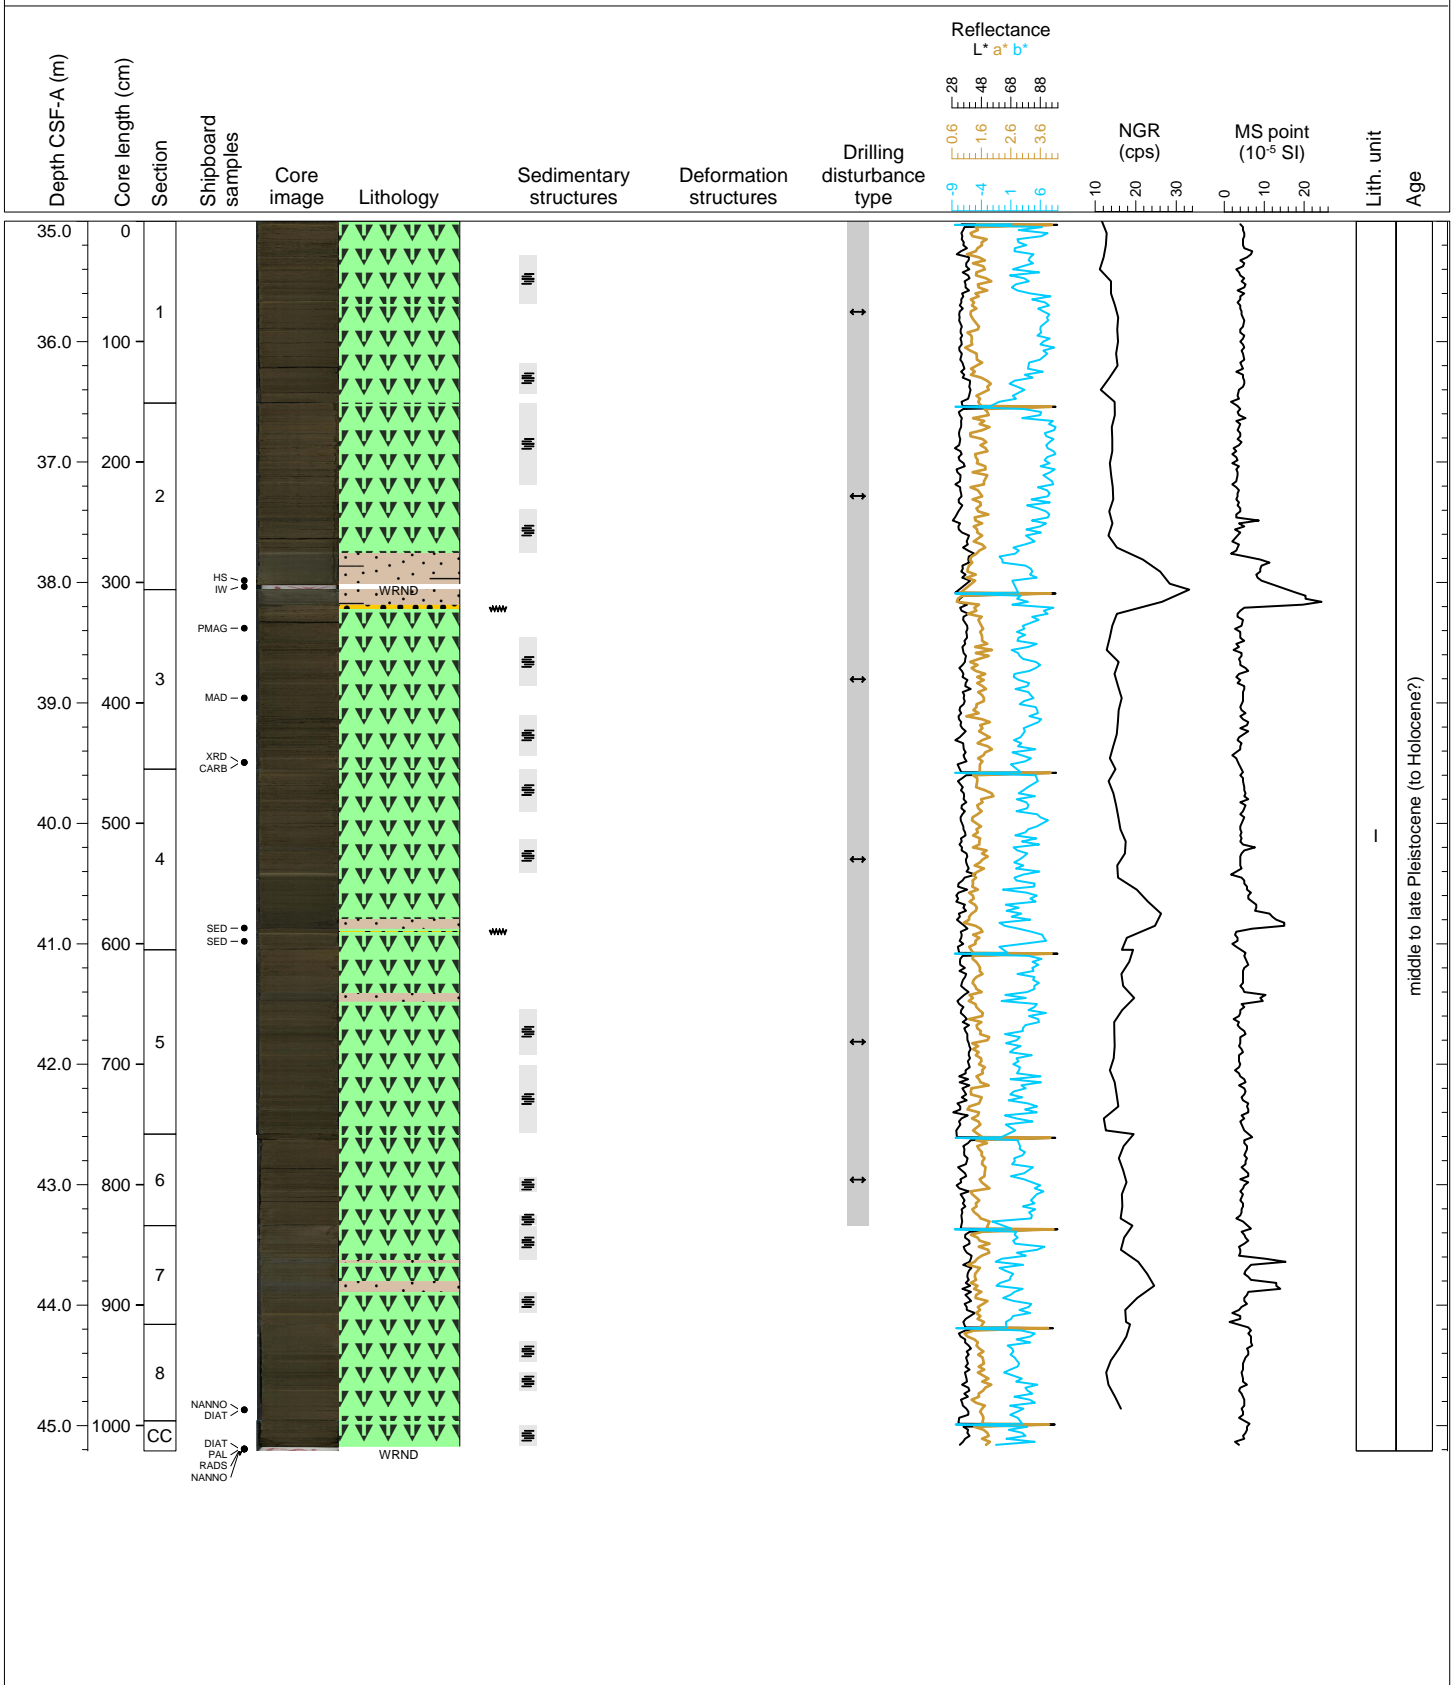 Depth CSF-A (m)
Core length (cm)
Section
Shipboard
samples
Core
image
Lithology
Sedimentary
structures
Deformation
structures
Drilling
disturbance
type
Reflectance
L* a* b*
28 48 68 88
0.6 1.6 2.6 3.6
-9 -4 1 6
NGR
(cps)
10 20 30
MS point
(10-5 SI)
0 10 20
Lith. unit
Age
35.0 0
1
36.0 100
37.0 200
2
38.0 300
HS
IW
WRND
PMAG
3
39.0 400
MAD
XRD
CARB
40.0 500
4
I
middle to late Pleistocene (to Holocene?)
SED
SED
41.0 600
5
42.0 700
43.0 800
6
7
44.0 900
8
NANNO
DIAT
45.0 1000
CC
DIAT
PAL
RADS
NANNO
WRND